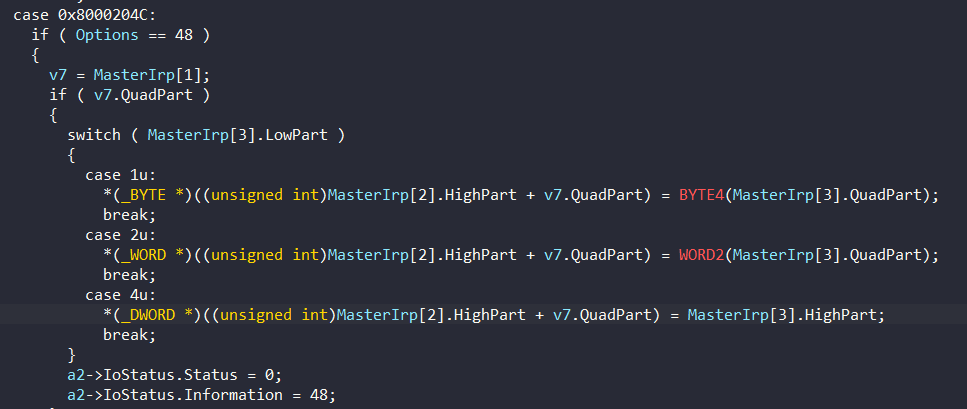 case 0x8000204C:
if ( Options == 48 )
{
v7 = MasterIrp[1];
if ( v7.QuadPart )
{
switch ( MasterIrp[3].LowPart )
{
case 1u:
*(_BYTE *)((unsigned int)MasterIrp[2].HighPart + v7.QuadPart) = BYTE4(MasterIrp[3].QuadPart);
break;
case 2u:
*(_WORD *)((unsigned int)MasterIrp[2].HighPart + v7.QuadPart) = WORD2(MasterIrp[3].QuadPart);
break;
case 4u:
*(_DWORD *)((unsigned int)MasterIrp[2].HighPart + v7.QuadPart) = MasterIrp[3].HighPart;
break;
}
a2->IoStatus.Status = 0;
a2->IoStatus.Information = 48;